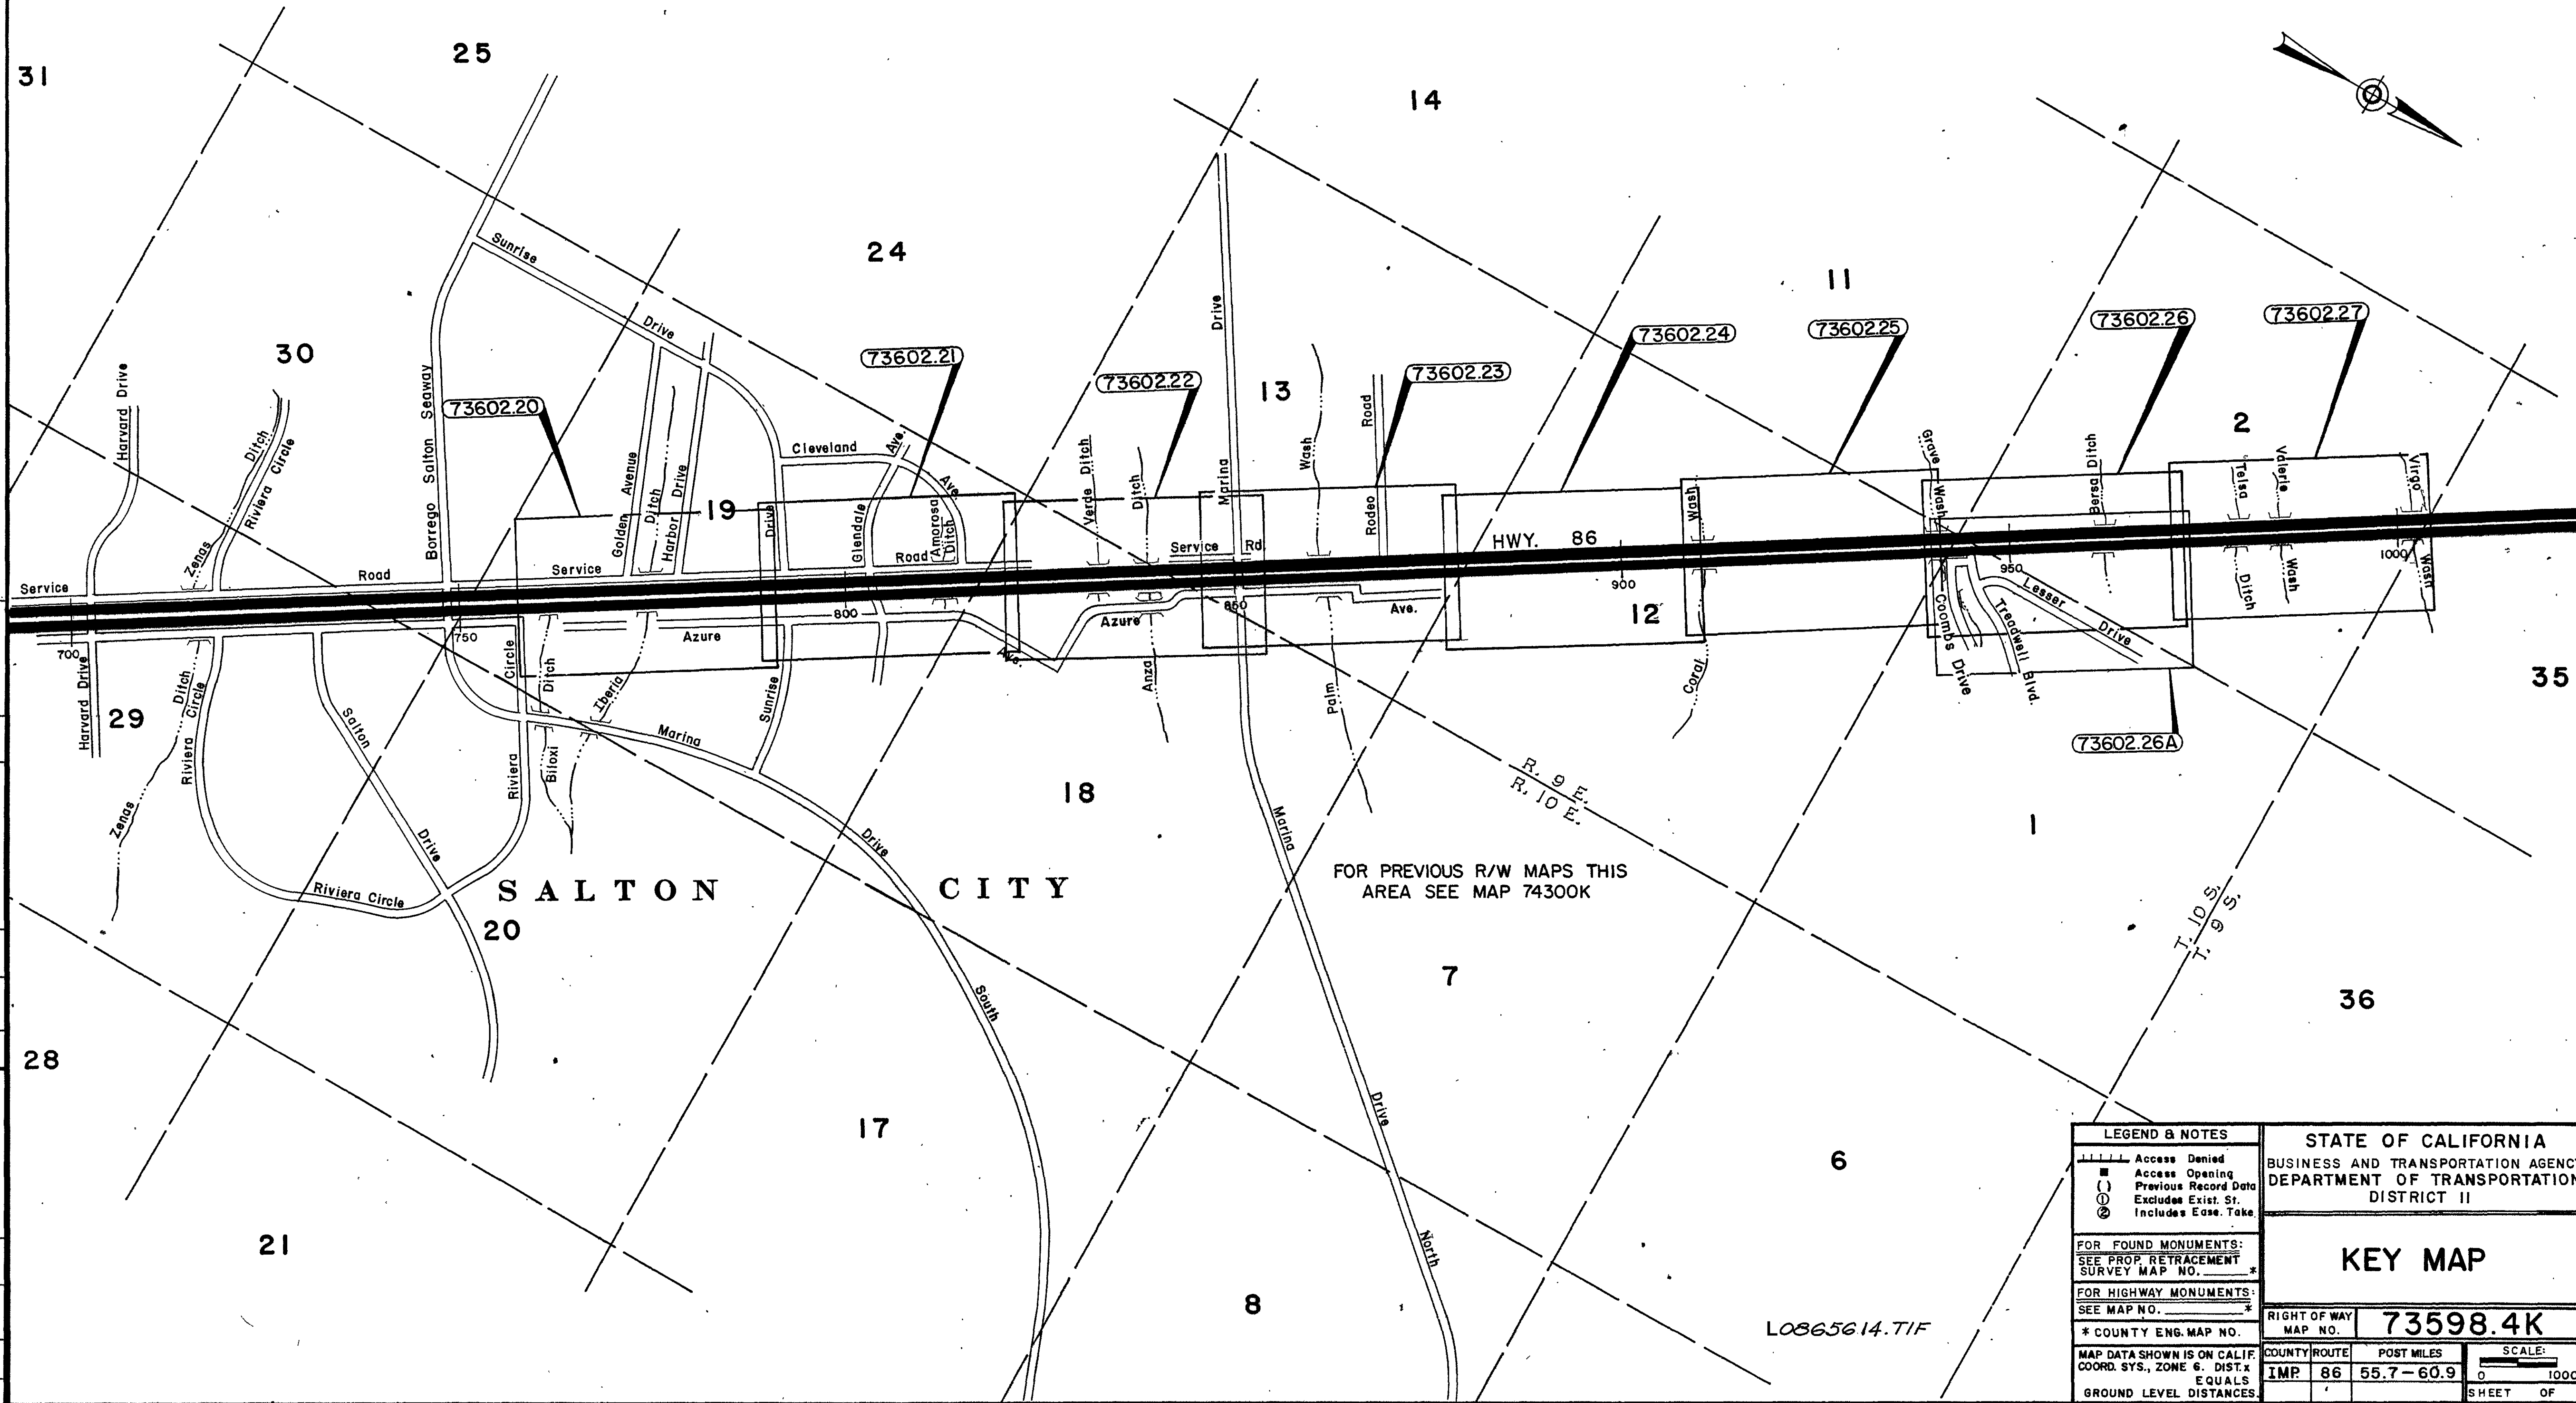 31
25
14
24
11
30
13
2
19
12
29
18
1
35
20
7
36
28
17
6
21
8
73602.20
73602.21
73602.22
73602.23
73602.24
73602.25
73602.26
73602.27
73602.26A
Harvard Drive
Zenas
Ditch
Riviera Circle
Borrego Salton Seaway
Sunrise
Drive
Golden Avenue
Ditch
Harbor Drive
Drive
Cleveland
Ave.
Ave.
Glendale
Amorosa
Ditch
Verde Ditch
Ditch
Drive
Marina
Wash
Rodeo Road
Wash
Grave
Wash
Bersa Ditch
Telsa
Valerie
Virgo
Service
Road
Service
Road
Service
Rd.
HWY. 86
700
750
800
850
900
950
1000
Harvard Drive
Ditch
Zenas
Riviera
Circle
Salton
Drive
Riviera Circle
Riviera
Circle
Ditch
Biloxi
Iberia
Azure
Ave.
Azure
Ave.
Sunrise
Marina
Drive
South
Anza
Palm
Coral
Marina
Drive
North
Coombs Drive
Treadwell Blvd.
Lesser
Drive
Ditch
Wash
Wash
SALTON CITY
R. 9 E.
R. 10 E.
T. 10 S.
T. 9 S.
FOR PREVIOUS R/W MAPS THIS
AREA SEE MAP 74300K
L0865614.TIF
LEGEND & NOTES
Access Denied
Access Opening
( ) Previous Record Data
① Excludes Exist. St.
② Includes Ease. Take
FOR FOUND MONUMENTS:
SEE PROP. RETRACEMENT
SURVEY MAP NO. ______*
FOR HIGHWAY MONUMENTS:
SEE MAP NO. ______*
* COUNTY ENG. MAP NO.
MAP DATA SHOWN IS ON CALIF.
COORD. SYS., ZONE 6. DIST. x
EQUALS
GROUND LEVEL DISTANCES.
STATE OF CALIFORNIA
BUSINESS AND TRANSPORTATION AGENCY
DEPARTMENT OF TRANSPORTATION
DISTRICT 11
KEY MAP
RIGHT OF WAY
MAP NO.
73598.4K
COUNTY ROUTE POST MILES
IMP. 86 55.7-60.9
SCALE:
0 1000
SHEET OF